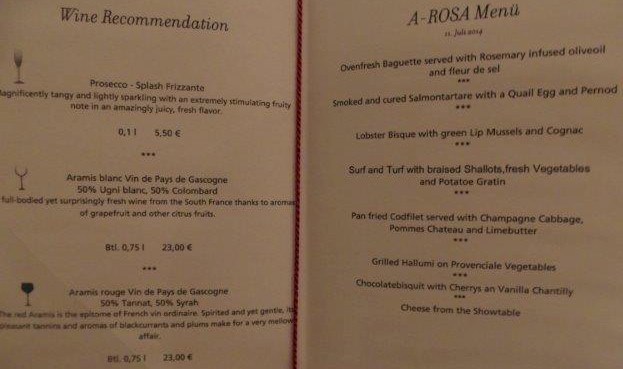 Wine Recommendation
Prosecco - Splash Frizzante
Magnificently tangy and lightly sparkling with an extremely stimulating fruity
note in an amazingly juicy, fresh flavor.
0,1 l 5,50 €
***
Aramis blanc Vin de Pays de Gascogne
50% Ugni blanc, 50% Colombard
full-bodied yet surprisingly fresh wine from the South France thanks to aromas
of grapefruit and other citrus fruits.
Btl. 0,75 l 23,00 €
***
Aramis rouge Vin de Pays de Gascogne
50% Tannat, 50% Syrah
The red Aramis is the epitome of French vin ordinaire. Spirited and yet gentle, its
pleasant tannins and aromas of blackcurrants and plums make for a very mellow
affair.
Btl. 0,75 l 23,00 €
A-ROSA Menü
11. Juli 2014
Ovenfresh Baguette served with Rosemary infused oliveoil
and fleur de sel
***
Smoked and cured Salmontartare with a Quail Egg and Pernod
***
Lobster Bisque with green Lip Mussels and Cognac
***
Surf and Turf with braised Shallots,fresh Vegetables
and Potatoe Gratin
***
Pan fried Codfilet served with Champagne Cabbage,
Pommes Chateau and Limebutter
***
Grilled Hallumi on Provenciale Vegetables
***
Chocolatebisquit with Cherrys an Vanilla Chantilly
***
Cheese from the Showtable